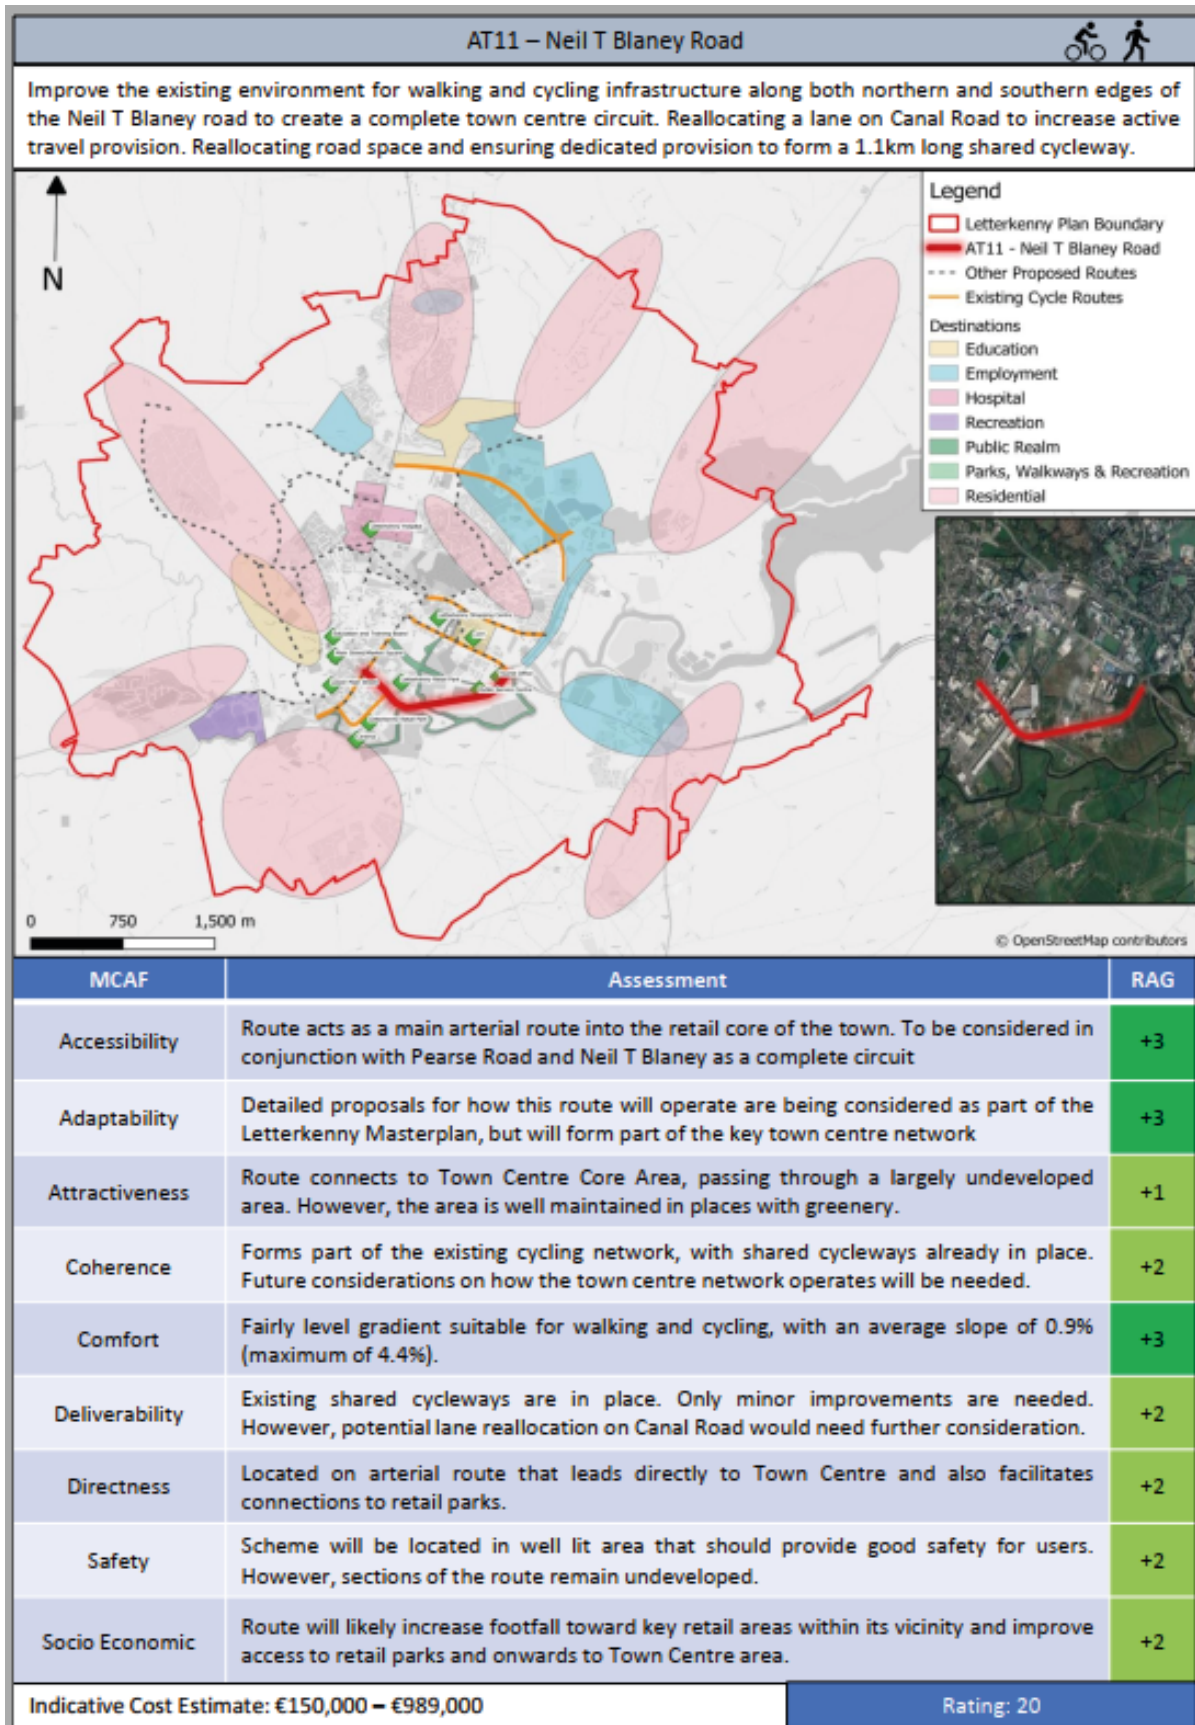 AT11 – Neil T Blaney Road
Improve the existing environment for walking and cycling infrastructure along both northern and southern edges of
the Neil T Blaney road to create a complete town centre circuit. Reallocating a lane on Canal Road to increase active
travel provision. Reallocating road space and ensuring dedicated provision to form a 1.1km long shared cycleway.
N
Legend
Letterkenny Plan Boundary
AT11 - Neil T Blaney Road
Other Proposed Routes
Existing Cycle Routes
Destinations
Education
Employment
Hospital
Recreation
Public Realm
Parks, Walkways & Recreation
Residential
Letterkenny Hospital
Letterkenny Shopping Centre
Education and Training Board
0 750 1,500 m
© OpenStreetMap contributors
MCAF Assessment RAG
Accessibility
Route acts as a main arterial route into the retail core of the town. To be considered in
conjunction with Pearse Road and Neil T Blaney as a complete circuit
+3
Adaptability
Detailed proposals for how this route will operate are being considered as part of the
Letterkenny Masterplan, but will form part of the key town centre network
+3
Attractiveness
Route connects to Town Centre Core Area, passing through a largely undeveloped
area. However, the area is well maintained in places with greenery.
+1
Coherence
Forms part of the existing cycling network, with shared cycleways already in place.
Future considerations on how the town centre network operates will be needed.
+2
Comfort
Fairly level gradient suitable for walking and cycling, with an average slope of 0.9%
(maximum of 4.4%).
+3
Deliverability
Existing shared cycleways are in place. Only minor improvements are needed.
However, potential lane reallocation on Canal Road would need further consideration.
+2
Directness
Located on arterial route that leads directly to Town Centre and also facilitates
connections to retail parks.
+2
Safety
Scheme will be located in well lit area that should provide good safety for users.
However, sections of the route remain undeveloped.
+2
Socio Economic
Route will likely increase footfall toward key retail areas within its vicinity and improve
access to retail parks and onwards to Town Centre area.
+2
Indicative Cost Estimate: €150,000 – €989,000
Rating: 20